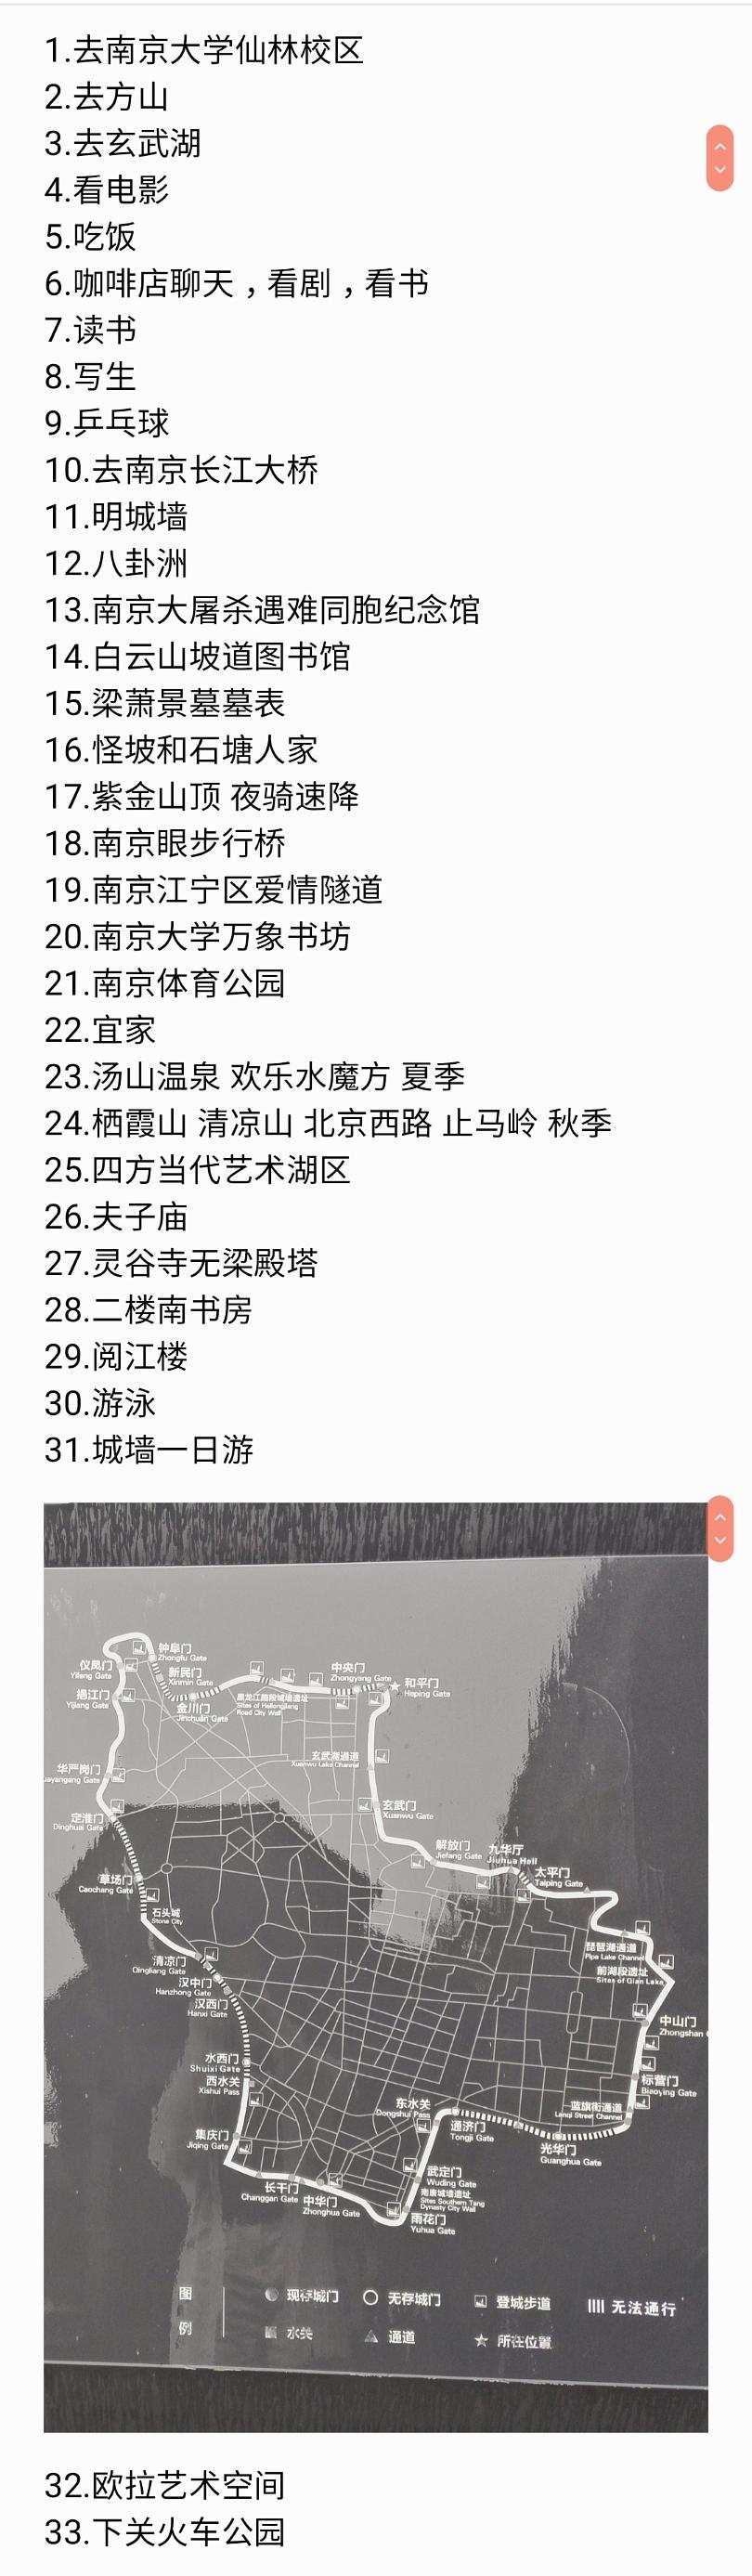 1.去南京大学仙林校区
2.去方山
3.去玄武湖
4.看电影
5.吃饭
6.咖啡店聊天，看剧，看书
7.读书
8.写生
9.乒乓球
10.去南京长江大桥
11.明城墙
12.八卦洲
13.南京大屠杀遇难同胞纪念馆
14.白云山坡道图书馆
15.梁萧景墓墓表
16.怪坡和石塘人家
17.紫金山顶 夜骑速降
18.南京眼步行桥
19.南京江宁区爱情隧道
20.南京大学万象书坊
21.南京体育公园
22.宜家
23.汤山温泉 欢乐水魔方 夏季
24.栖霞山 清凉山 北京西路 止马岭 秋季
25.四方当代艺术湖区
26.夫子庙
27.灵谷寺无梁殿塔
28.二楼南书房
29.阅江楼
30.游泳
31.城墙一日游
钟阜门
Zhongfu Gate
仪凤门
Yifeng Gate
新民门
Xinmin Gate
挹江门
Yijiang Gate
金川门
Jinchuan Gate
黑龙江路段城墙遗址
Sites of Heilongjiang
Road City Wall
中央门
Zhongyang Gate
和平门
Heping Gate
玄武湖通道
Xuanwu Lake Channel
华严岗门
ayangang Gate
玄武门
Xuanwu Gate
定淮门
Dinghuai Gate
解放门
Jiefang Gate
九华厅
Jiuhua Hall
太平门
Taiping Gate
草场门
Caochang Gate
石头城
Stone City
琵琶湖通道
Pipa Lake Channel
清凉门
Qingliang Gate
前湖段遗址
Sites of Qian Lake
汉中门
Hanzhong Gate
汉西门
Hanxi Gate
中山门
Zhongshan
水西门
Shuixi Gate
西水关
Xishui Pass
标营门
Biaoying Gate
东水关
Dongshui Pass
蓝旗街通道
Lanqi Street Channel
通济门
Tongji Gate
集庆门
Jiqing Gate
光华门
Guanghua Gate
武定门
Wuding Gate
长干门
Changgan Gate
中华门
Zhonghua Gate
南唐城墙遗址
Sites Southern Tang
Dynasty City Wall
雨花门
Yuhua Gate
图例
现存城门
无存城门
登城步道
无法通行
水关
通道
所在位置
32.欧拉艺术空间
33.下关火车公园